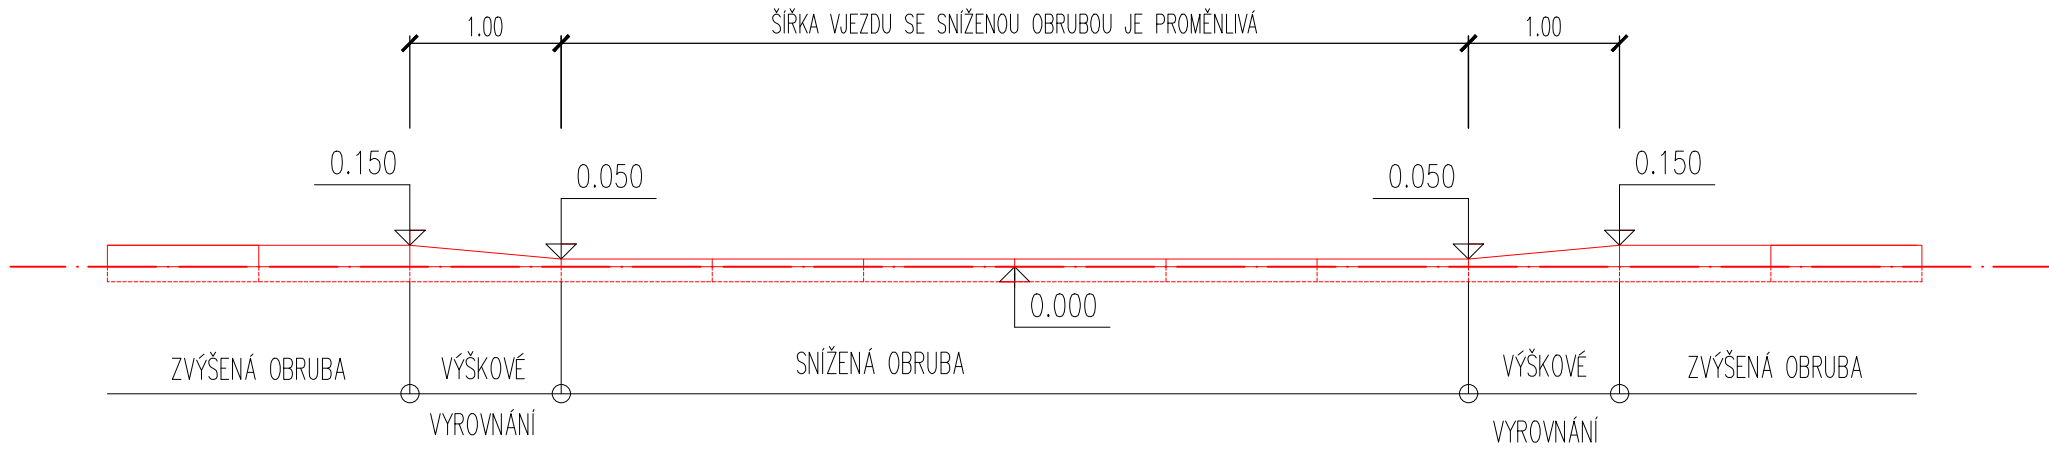 1.00
ŠÍŘKA VJEZDU SE SNÍŽENOU OBRUBOU JE PROMĚNLIVÁ
1.00
0.150
0.050
0.050
0.150
0.000
ZVÝŠENÁ OBRUBA
VÝŠKOVÉ
VYROVNÁNÍ
SNÍŽENÁ OBRUBA
VÝŠKOVÉ
VYROVNÁNÍ
ZVÝŠENÁ OBRUBA